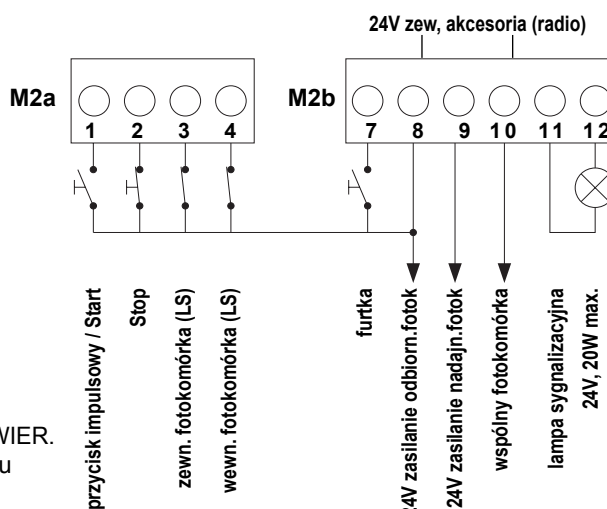 24V zew, akcesoria (radio)
M2a
M2b
1 2 3 4
7 8 9 10 11 12
przycisk impulsowy / Start
Stop
zewn. fotokomórka (LS)
wewn. fotokomórka (LS)
furtka
24V zasilanie odbiorn.fotok
24V zasilanie nadajn.fotok
wspólny fotokomórka
lampa sygnalizacyjna
24V, 20W max.
WIER.
u